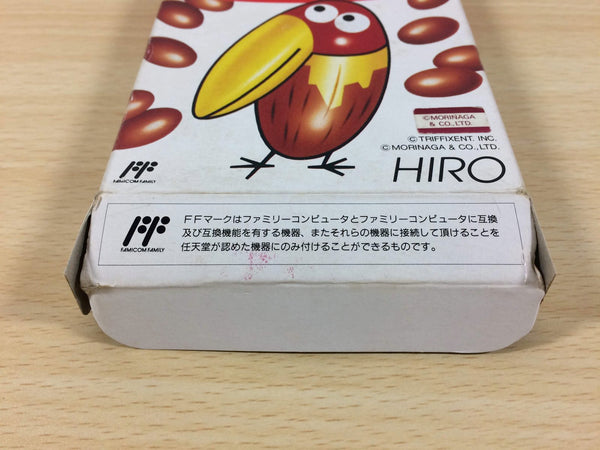 ©MORINAGA
& CO., LTD.
© TRIFFIXENT. INC.
© MORINAGA & CO., LTD.
HIRO
FF
FAMICOM FAMILY
FF
FAMICOM FAMILY
FFマークはファミリーコンピュータとファミリーコンピュータに互換
及び互換機能を有する機器、またそれらの機器に接続して頂けることを
任天堂が認めた機器にのみ付けることができるものです。